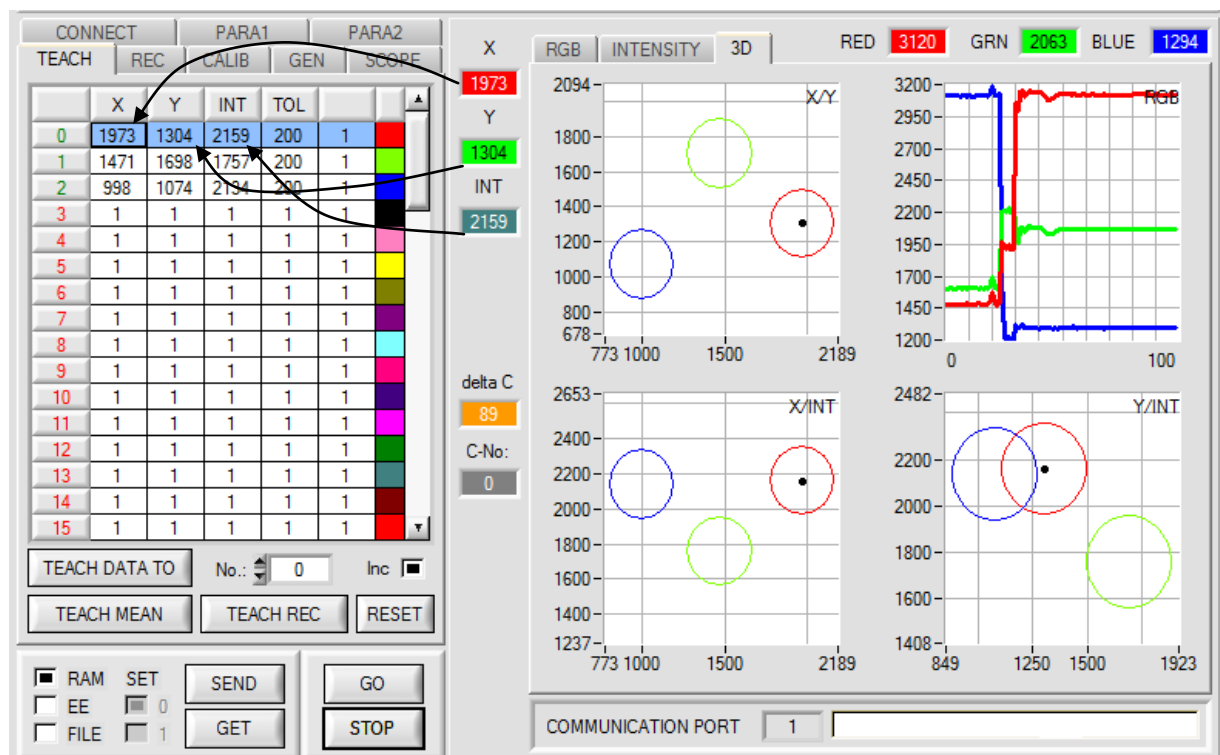 CONNECT PARA1 PARA2
TEACH REC CALIB GEN SCOPE
X Y INT TOL
0 1973 1304 2159 200 1
1 1471 1698 1757 200 1
2 998 1074 2134 200 1
3 1 1 1 1 1
4 1 1 1 1 1
5 1 1 1 1 1
6 1 1 1 1 1
7 1 1 1 1 1
8 1 1 1 1 1
9 1 1 1 1 1
10 1 1 1 1 1
11 1 1 1 1 1
12 1 1 1 1 1
13 1 1 1 1 1
14 1 1 1 1 1
15 1 1 1 1 1
TEACH DATA TO No.: 0 Inc
TEACH MEAN TEACH REC RESET
RAM SET SEND GO
EE 0
FILE 1 GET STOP
X
1973
Y
1304
INT
2159
delta C
89
C-No:
0
RGB INTENSITY 3D RED 3120 GRN 2063 BLUE 1294
X/Y
2094
1800
1600
1400
1200
1000
800
678
773 1000 1500 2189
RGB
3200
2950
2700
2450
2200
1950
1700
1450
1200
0 100
X/INT
2653
2400
2200
2000
1800
1600
1400
1237
773 1000 1500 2189
Y/INT
2482
2200
2000
1800
1600
1408
849 1250 1500 1923
COMMUNICATION PORT 1